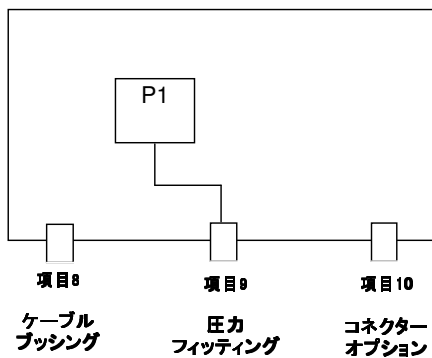 P1
項目8
項目9
項目10
ケーブル
ブッシング
圧力
フィッティング
コネクター
オプション